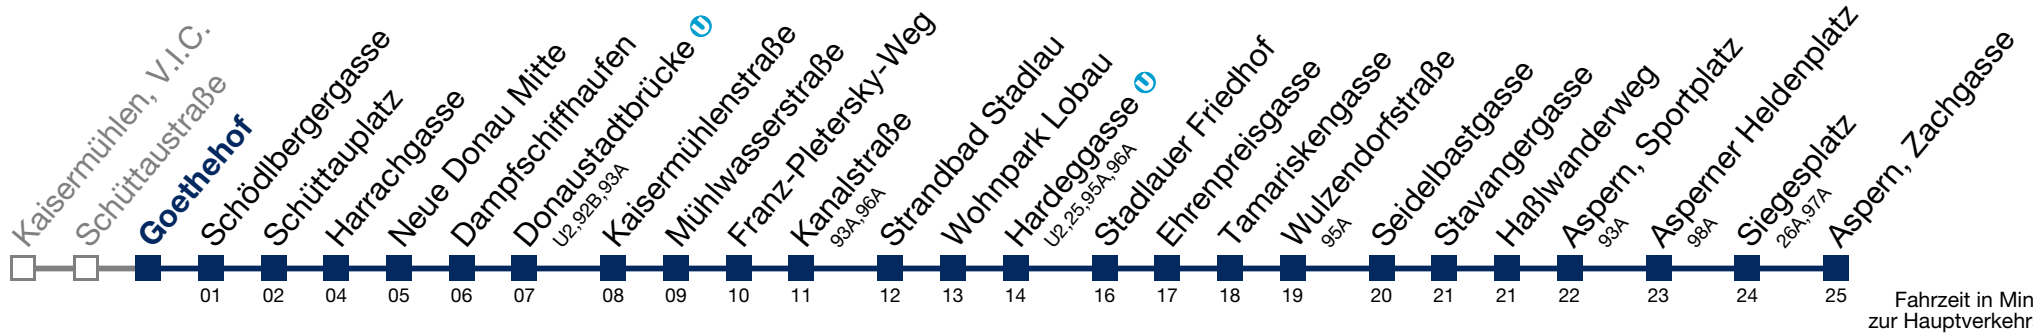 Kaisermühlen, V.I.C.
Schüttaustraße
Goethehof
Schödlbergergasse
01
Schüttauplatz
02
Harrachgasse
04
Neue Donau Mitte
05
Dampfschiffhaufen
06
Donaustadtbrücke U
U2,92B,93A
07
Kaisermühlenstraße
08
Mühlwasserstraße
09
Franz-Pletersky-Weg
10
Kanalstraße
93A,96A
11
Strandbad Stadlau
12
Wohnpark Lobau
13
Hardeggasse U
U2,25,95A,96A
14
Stadlauer Friedhof
16
Ehrenpreisgasse
17
Tamariskengasse
18
Wulzendorfstraße
95A
19
Seidelbastgasse
20
Stavangergasse
21
Haßlwanderweg
21
Aspern, Sportplatz
93A
22
Asperner Heldenplatz
98A
23
Siegesplatz
26A,97A
24
Aspern, Zachgasse
25
Fahrzeit in Min
zur Hauptverkehr